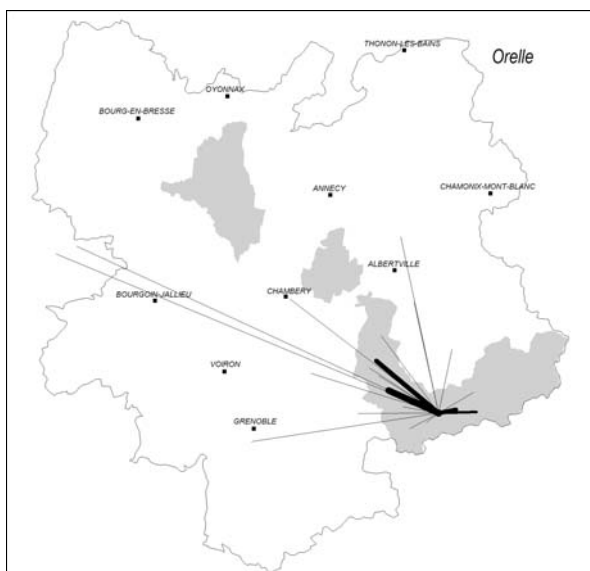 THONON-LES-BAINS
Orelle
OYONNAX
BOURG-EN-BRESSE
ANNECY
CHAMONIX-MONT-BLANC
ALBERTVILLE
CHAMBERY
BOURGOIN-JALLIEU
VOIRON
GRENOBLE